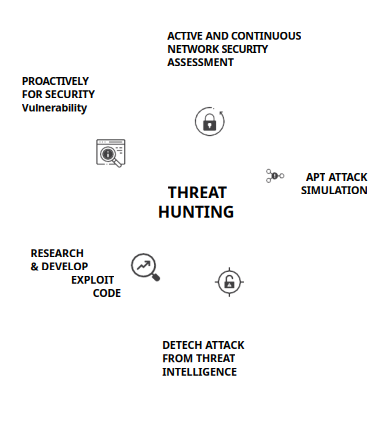 ACTIVE AND CONTINUOUS
NETWORK SECURITY
ASSESSMENT
PROACTIVELY
FOR SECURITY
Vulnerability
APT ATTACK
SIMULATION
THREAT
HUNTING
RESEARCH
& DEVELOP
EXPLOIT
CODE
DETECH ATTACK
FROM THREAT
INTELLIGENCE